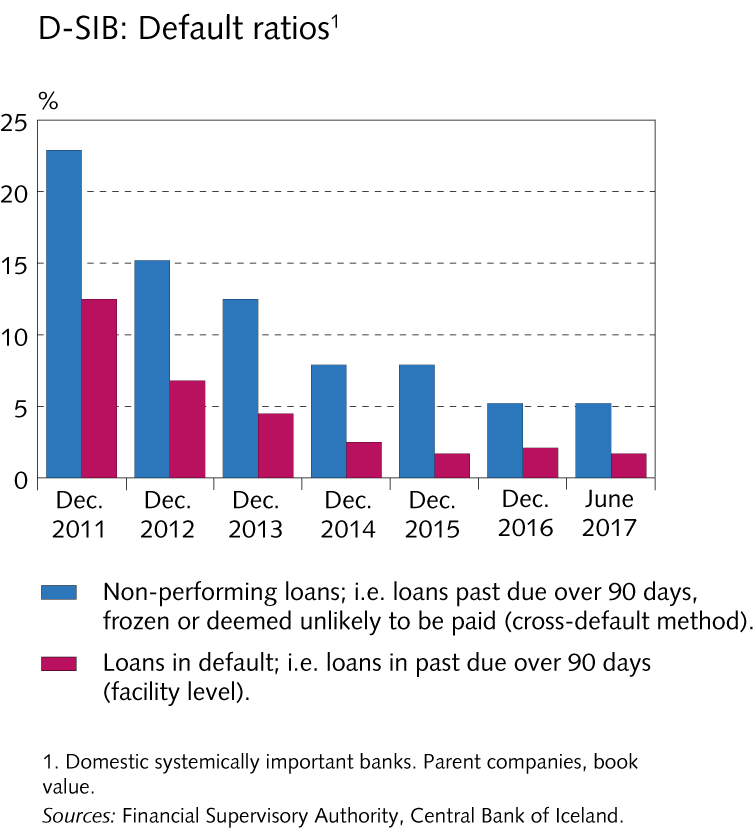 D-SIB: Default ratios¹
%
25
20
15
10
5
0
Dec. Dec. Dec. Dec. Dec. Dec. June
2011 2012 2013 2014 2015 2016 2017
Non-performing loans; i.e. loans past due over 90 days,
frozen or deemed unlikely to be paid (cross-default method).
Loans in default; i.e. loans in past due over 90 days
(facility level).
1. Domestic systemically important banks. Parent companies, book
value.
Sources: Financial Supervisory Authority, Central Bank of Iceland.